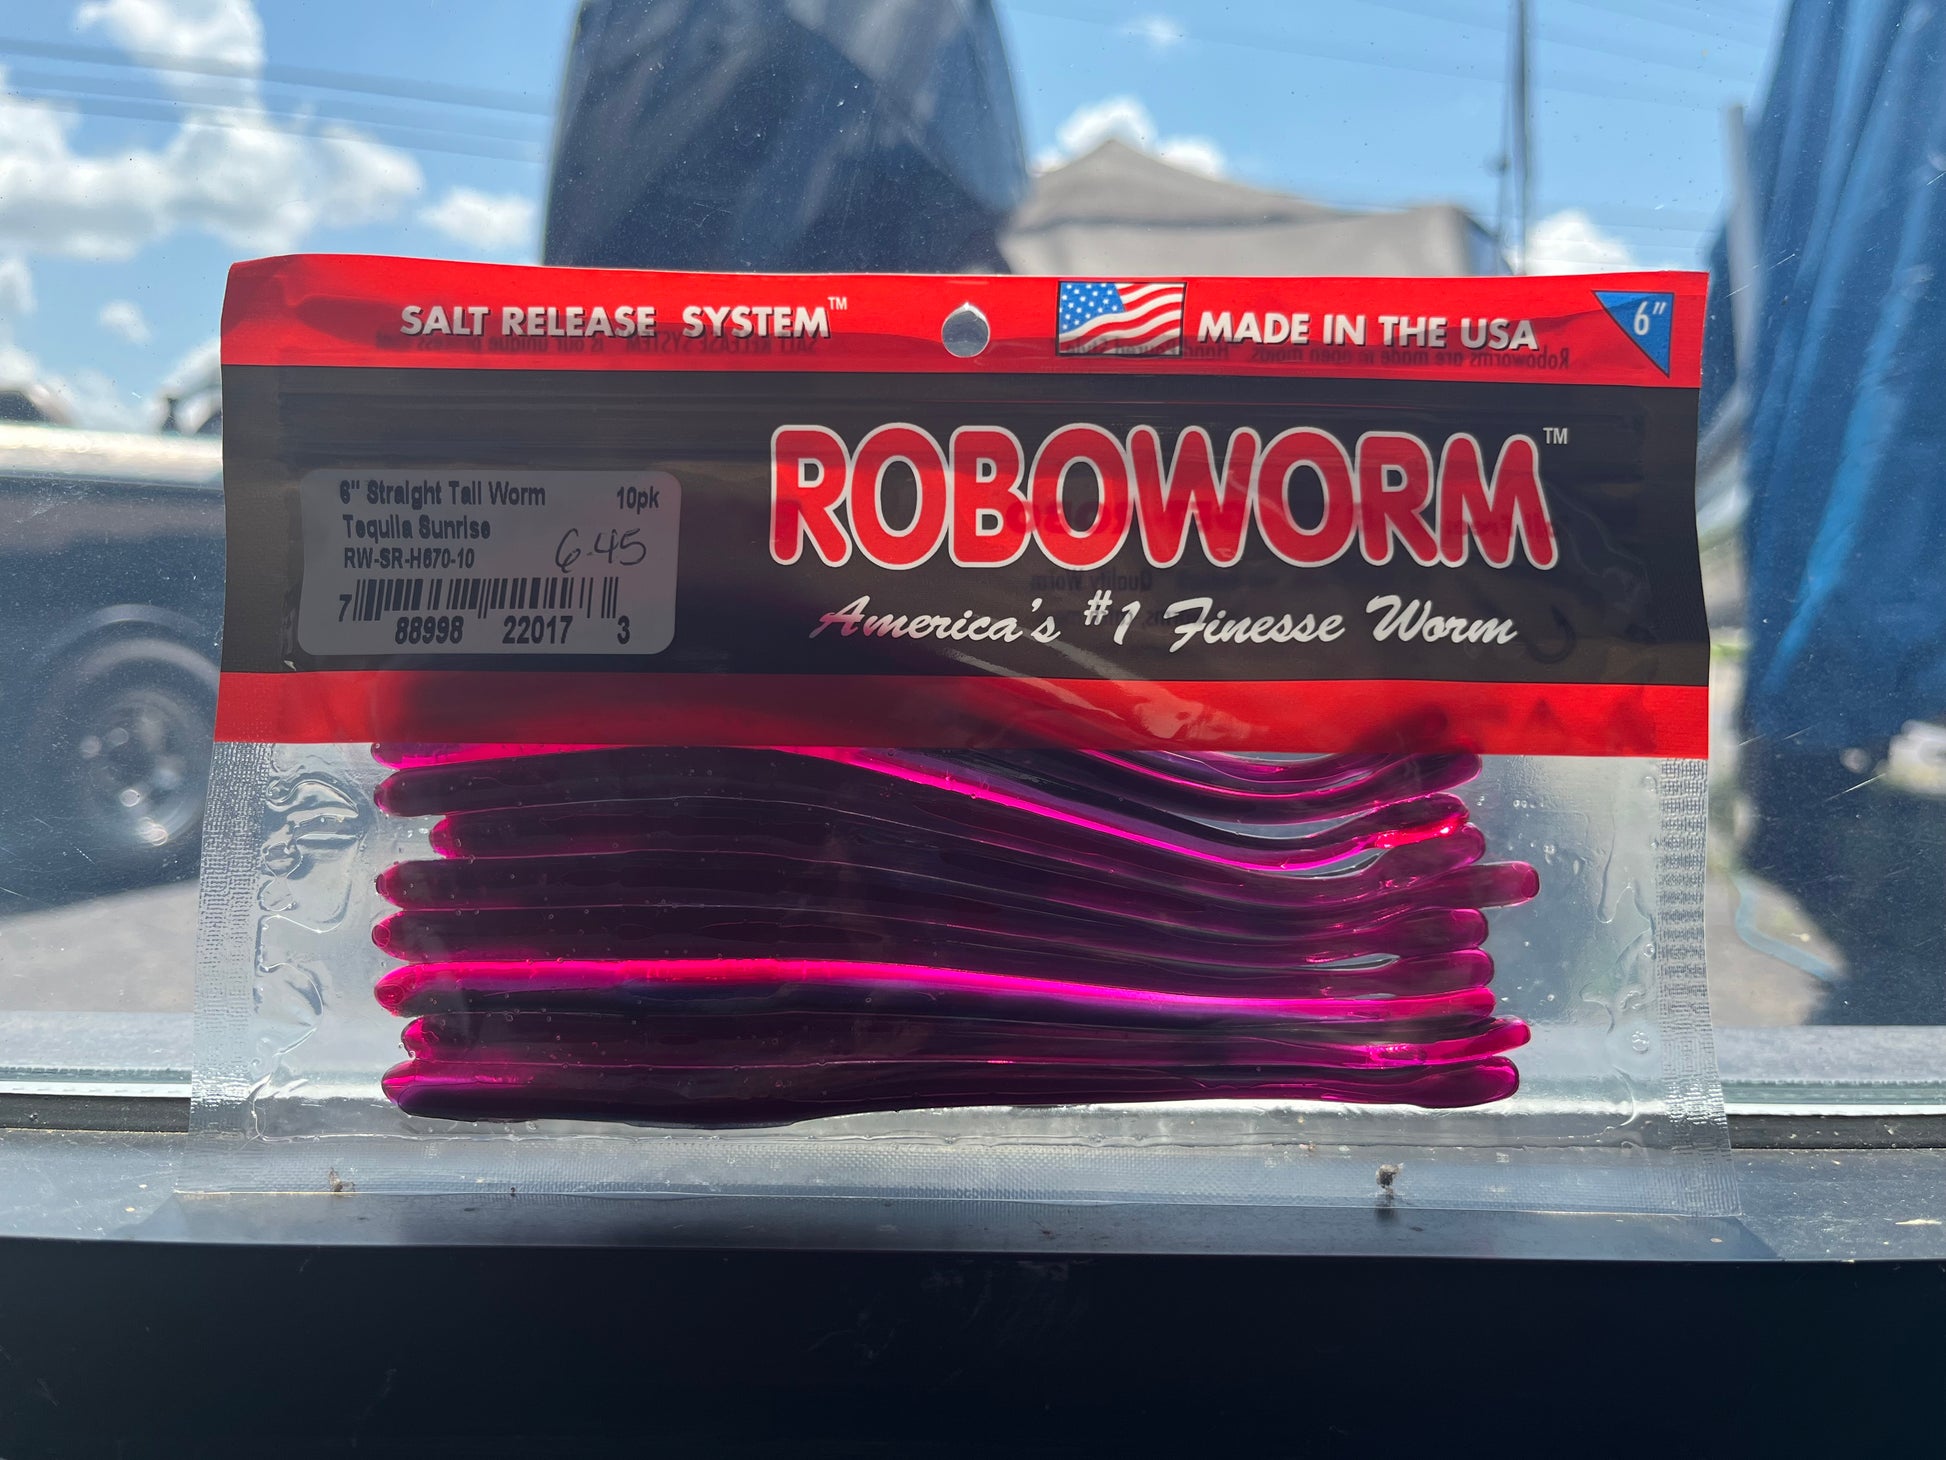 SALT RELEASE SYSTEM™
MADE IN THE USA
6"
ROBOWORM™
America's #1 Finesse Worm
6" Straight Tail Worm 10pk
Tequila Sunrise
RW-SR-H670-10
6.45
7 88998 22017 3